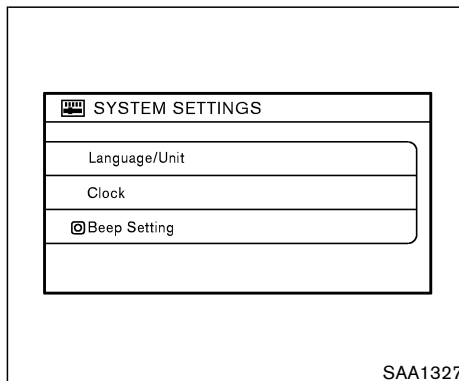 SYSTEM SETTINGS
Language/Unit
Clock
Beep Setting
SAA1327